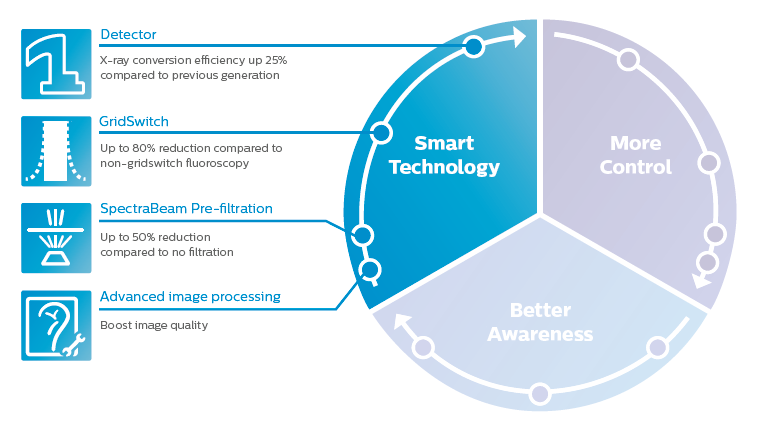 Detector
X-ray conversion efficiency up 25%
compared to previous generation
GridSwitch
Up to 80% reduction compared to
non-gridswitch fluoroscopy
SpectraBeam Pre-filtration
Up to 50% reduction
compared to no filtration
Advanced image processing
Boost image quality
Smart
Technology
More
Control
Better
Awareness